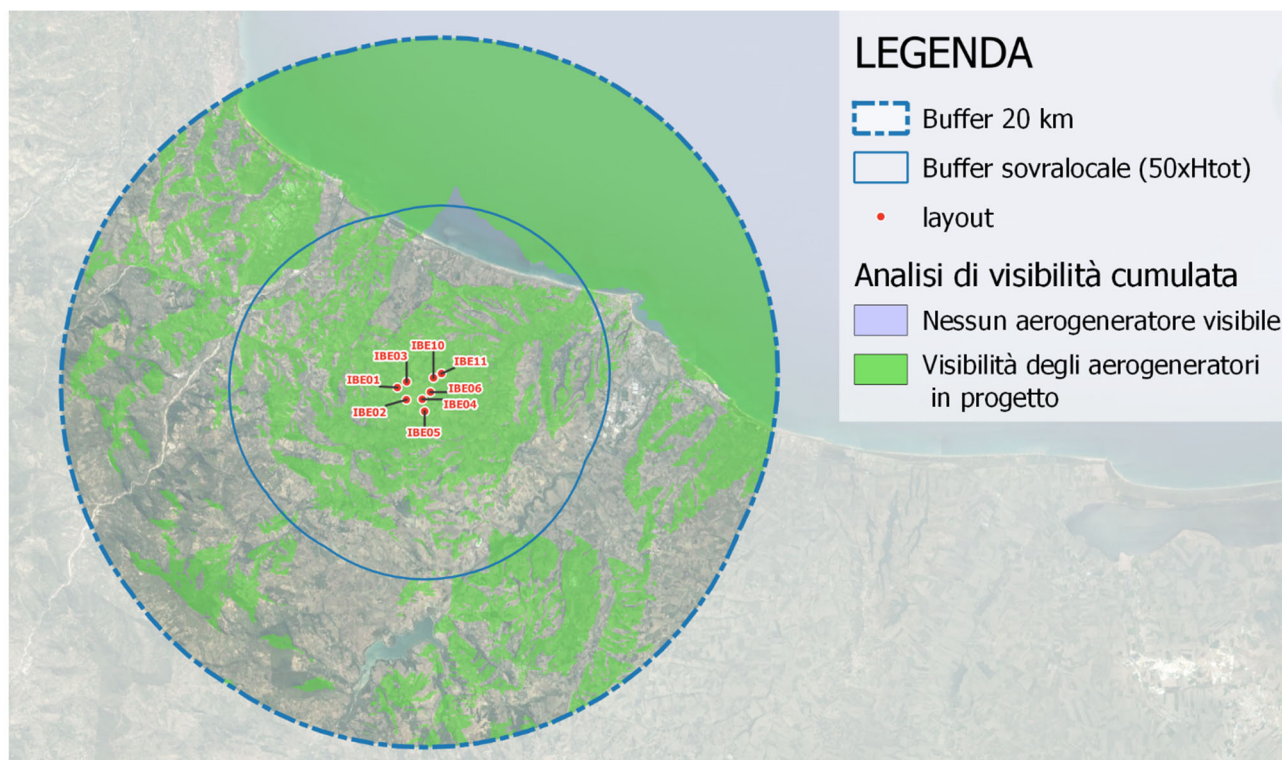 LEGENDA
Buffer 20 km
Buffer sovralocale (50xHtot)
layout
Analisi di visibilità cumulata
Nessun aerogeneratore visibile
Visibilità degli aerogeneratori
in progetto
IBE10
IBE03
IBE11
IBE01
IBE06
IBE02
IBE04
IBE05